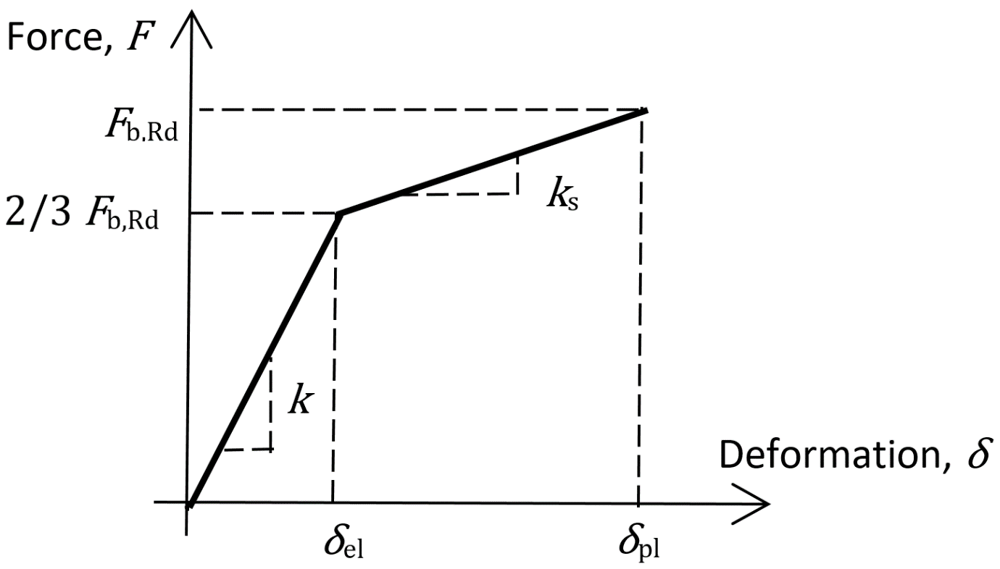 Force, F
F_b,Rd
2/3 F_b,Rd
k_s
k
Deformation, δ
δ_el
δ_pl